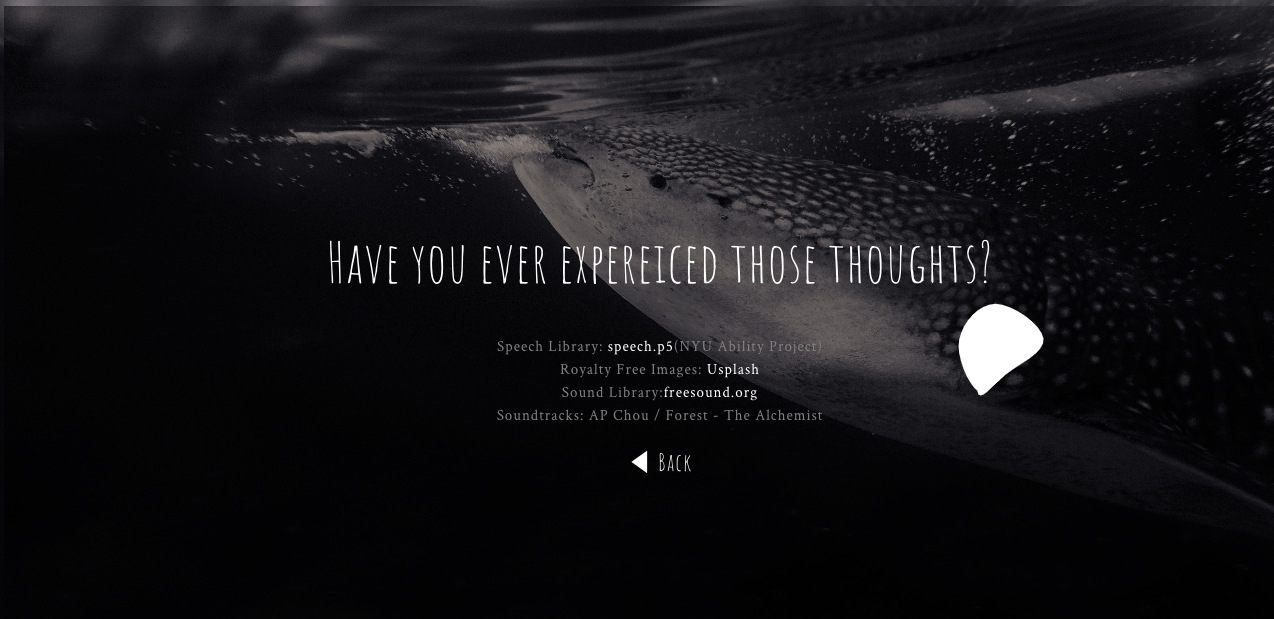 Have you ever expereiced those thoughts?
Speech Library: speech.p5(NYU Ability Project)
Royalty Free Images: Usplash
Sound Library:freesound.org
Soundtracks: AP Chou / Forest - The Alchemist
Back